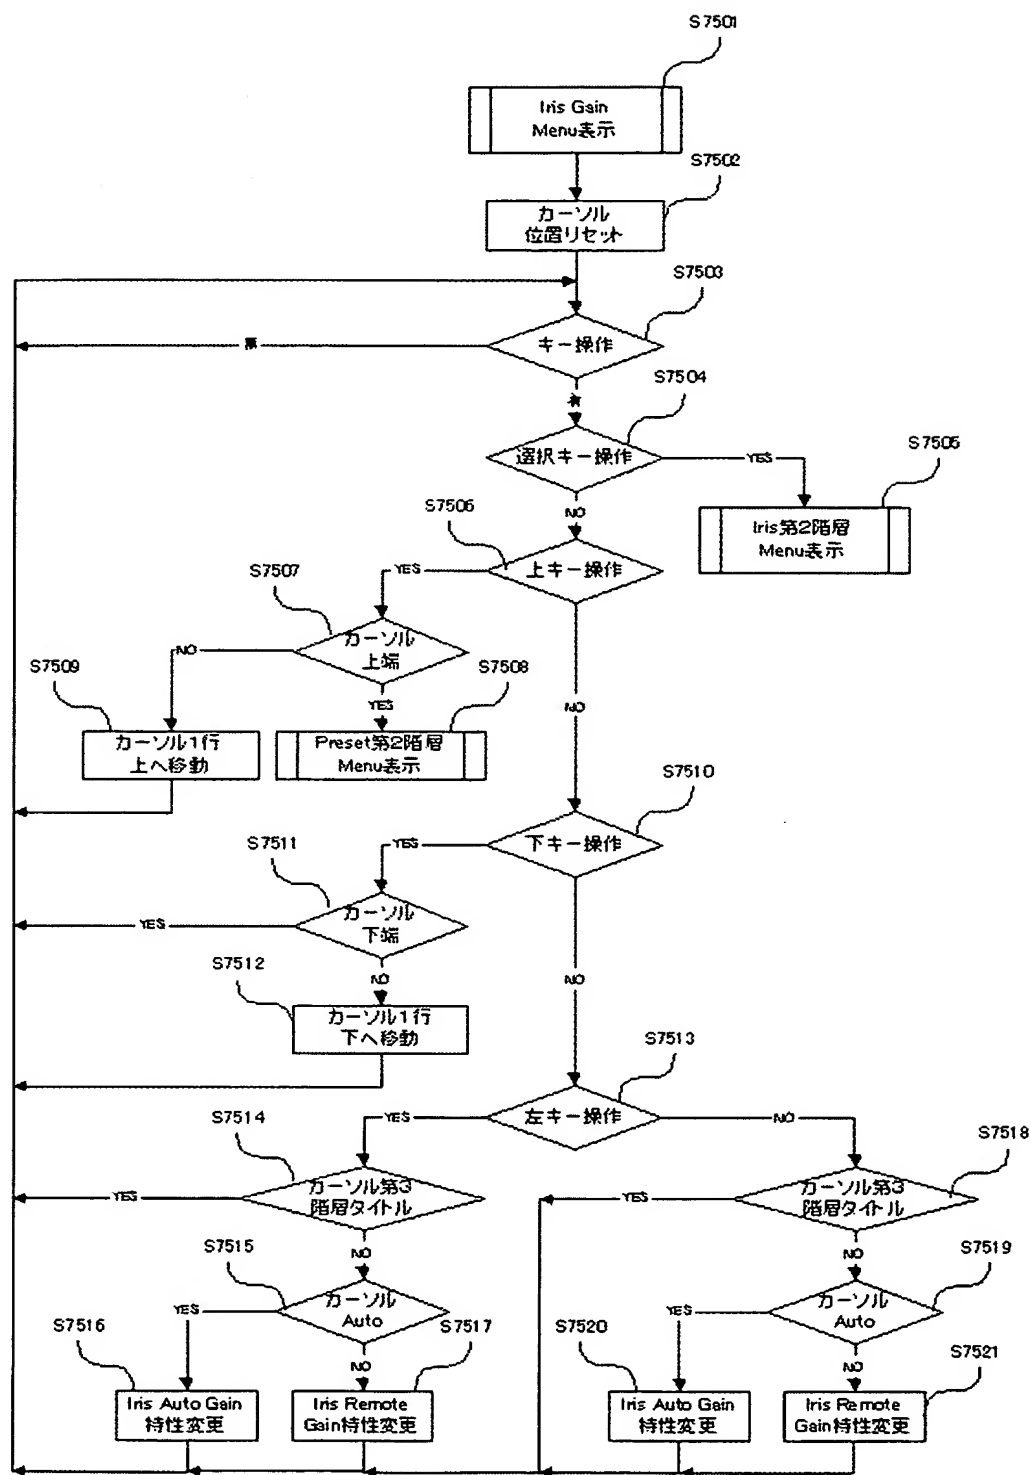 S7501
Iris Gain
Menu表示
S7502
カーソル
位置リセット
S7503
キー操作
無
有
S7504
選択キー操作
YES
S7505
Iris第2階層
Menu表示
NO
S7506
上キー操作
YES
S7507
カーソル
上端
NO
YES
S7509
カーソル1行
上へ移動
S7508
Preset第2階層
Menu表示
NO
S7510
下キー操作
YES
S7511
カーソル
下端
YES
NO
S7512
カーソル1行
下へ移動
NO
S7513
左キー操作
YES
NO
S7514
カーソル第3
階層タイトル
YES
NO
S7518
カーソル第3
階層タイトル
YES
NO
S7515
カーソル
Auto
YES
NO
S7519
カーソル
Auto
YES
NO
S7516
Iris Auto Gain
特性変更
S7517
Iris Remote
Gain特性変更
S7520
Iris Auto Gain
特性変更
S7521
Iris Remote
Gain特性変更